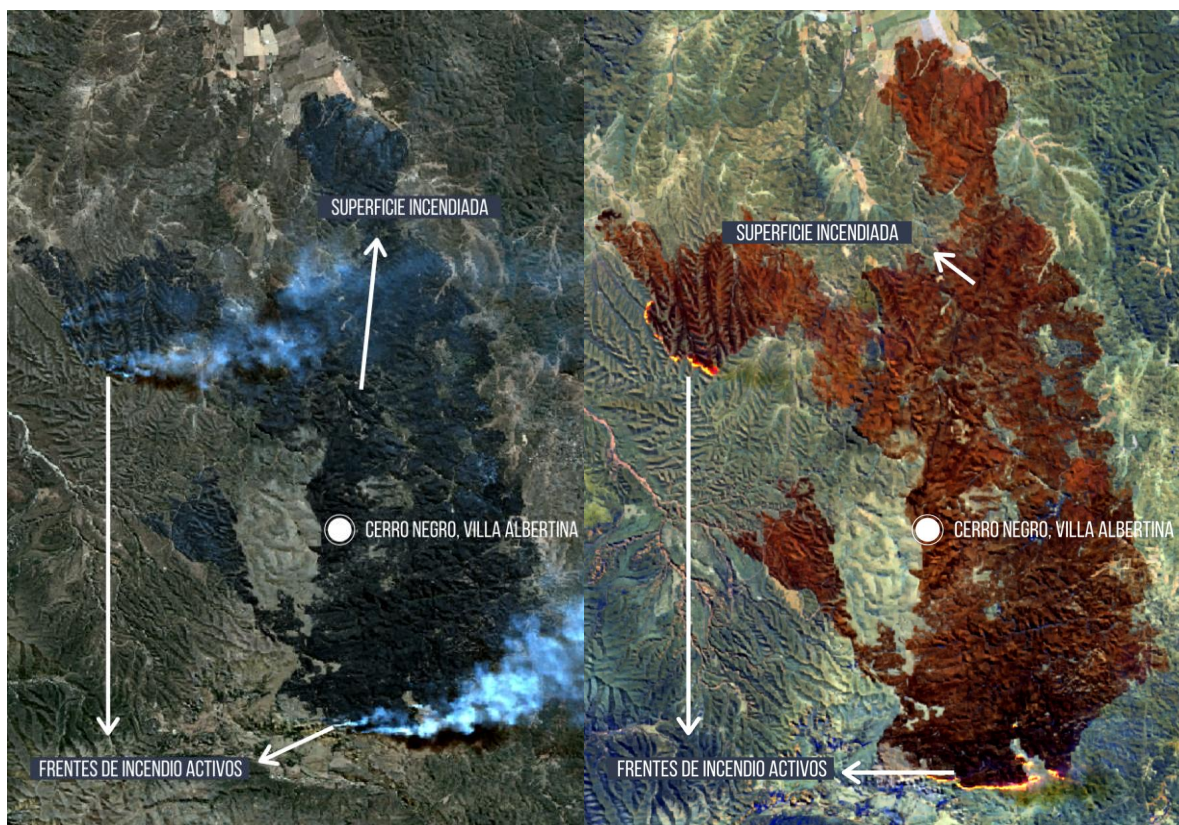 SUPERFICIE INCENDIADA
CERRO NEGRO, VILLA ALBERTINA
FRENTES DE INCENDIO ACTIVOS
SUPERFICIE INCENDIADA
CERRO NEGRO, VILLA ALBERTINA
FRENTES DE INCENDIO ACTIVOS